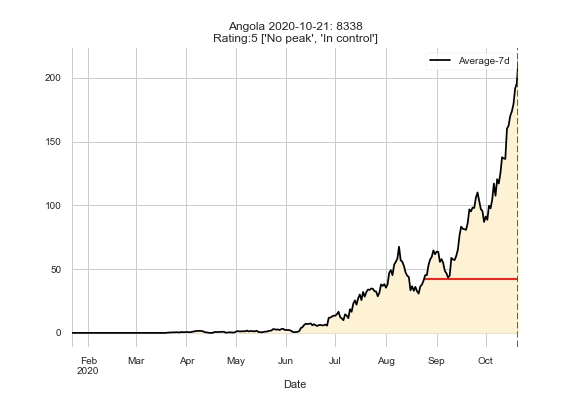 Angola 2020-10-21: 8338
Rating:5 ['No peak', 'In control']
Average-7d
200
150
100
50
0
Feb Mar Apr May Jun Jul Aug Sep Oct
2020
Date